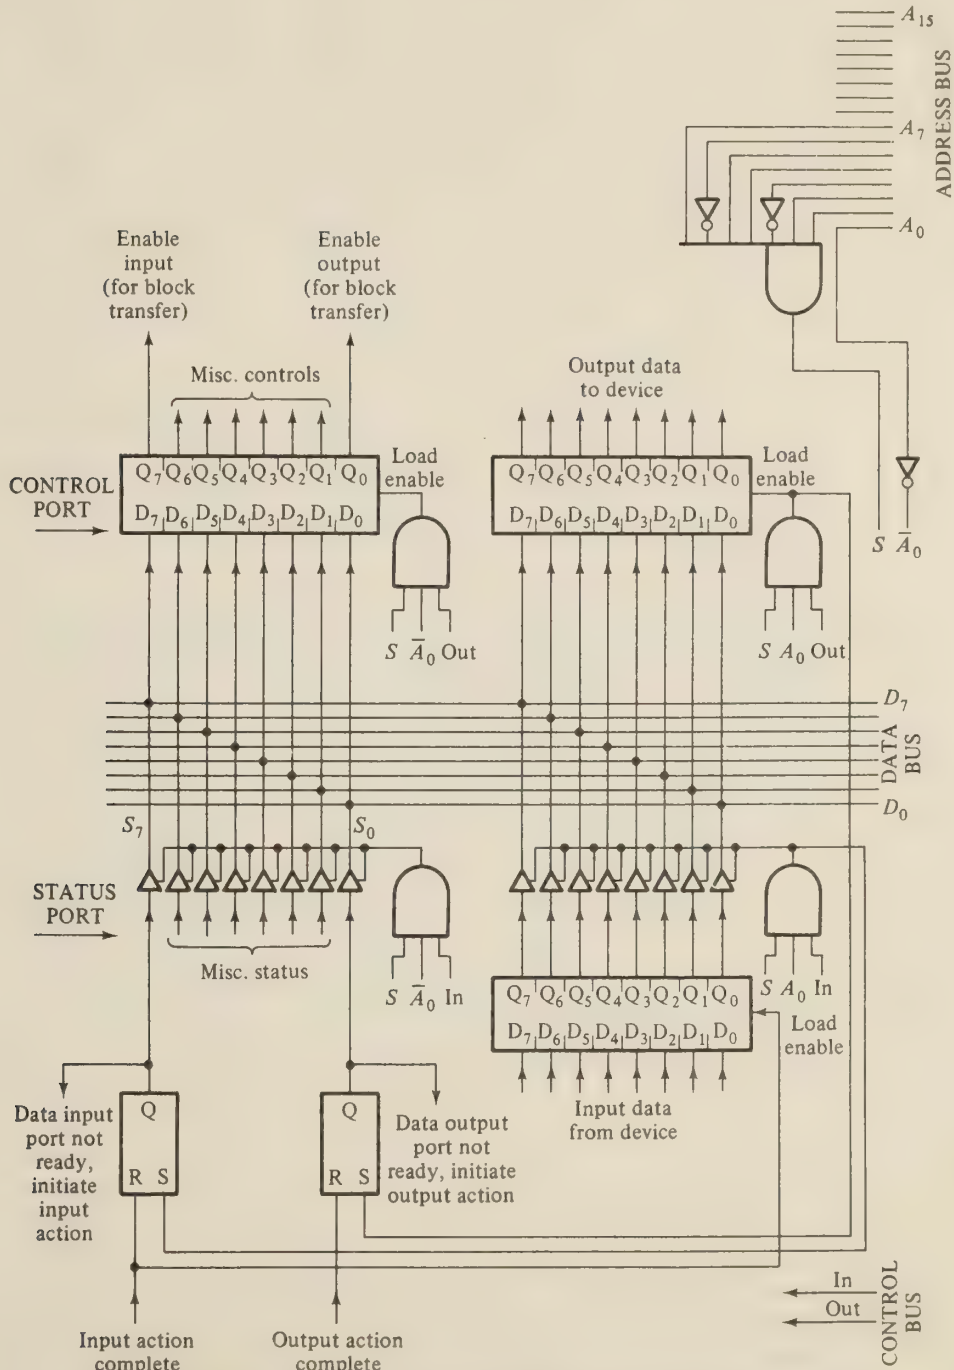 A15
A7
A0
ADDRESS BUS
Enable
input
(for block
transfer)
Enable
output
(for block
transfer)
Misc. controls
Output data
to device
Q7 Q6 Q5 Q4 Q3 Q2 Q1 Q0
D7 D6 D5 D4 D3 D2 D1 D0
Load
enable
CONTROL
PORT
Q7 Q6 Q5 Q4 Q3 Q2 Q1 Q0
D7 D6 D5 D4 D3 D2 D1 D0
Load
enable
S A̅0
S A̅0 Out
S A0 Out
D7
DATA
BUS
D0
S7
S0
STATUS
PORT
Misc. status
S A̅0 In
S A0 In
Q7 Q6 Q5 Q4 Q3 Q2 Q1 Q0
D7 D6 D5 D4 D3 D2 D1 D0
Load
enable
Input data
from device
Data input
port not
ready,
initiate
input
action
Q
R S
Q
R S
Data output
port not
ready, initiate
output action
In
Out
CONTROL
BUS
Input action
complete
Output action
complete